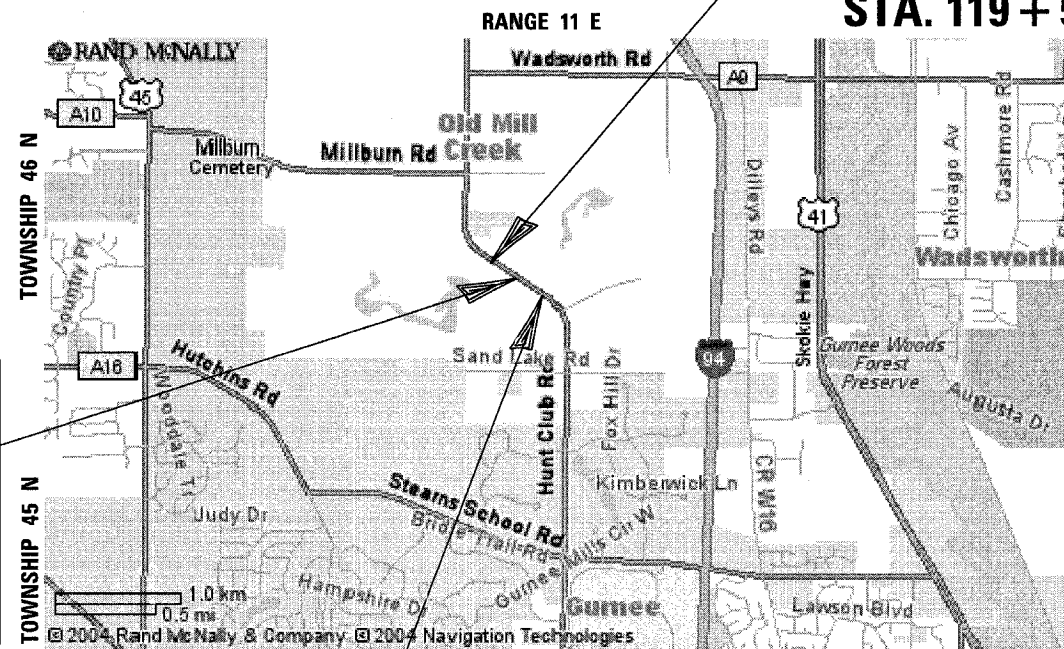 RANGE 11 E
STA. 119+5
RAND McNALLY
Wadsworth Rd
A9
45
A10
Old Mill
Creek
Millburn
Cemetery
Millburn Rd
TOWNSHIP 46 N
Dilleys Rd
Chicago Av
Cashmore Rd
41
Wadsworth
Country Pl
Skokie Hwy
A16
Hutchins Rd
Sand Lake Rd
94
Gurnee Woods
Forest
Preserve
Wooddale Tr
Hunt Club Rd
Fox Hill Dr
Augusta Dr
Stearns School Rd
Kimberwick Ln
CR W16
TOWNSHIP 45 N
Judy Dr
Bridle Trail Rd
Gurnee Mills Cir W
Hampshire Dr
1.0 km
0.5 mi
Gurnee
Lawson Blvd
© 2004 Rand McNally & Company © 2004 Navigation Technologies